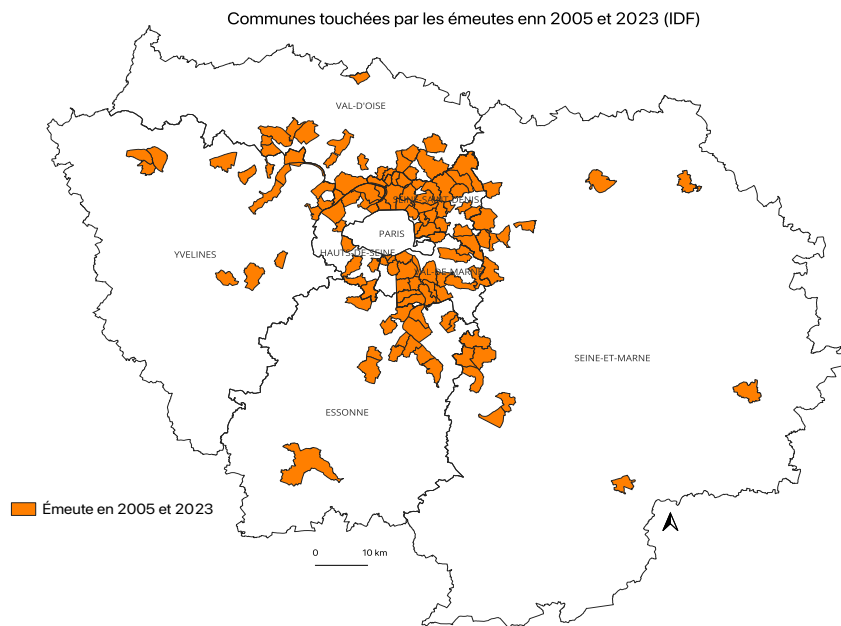 Communes touchées par les émeutes enn 2005 et 2023 (IDF)
VAL-D'OISE
SEINE-SAINT-DENIS
PARIS
YVELINES
HAUTS-DE-SEINE
VAL-DE-MARNE
SEINE-ET-MARNE
ESSONNE
Émeute en 2005 et 2023
0 10 km